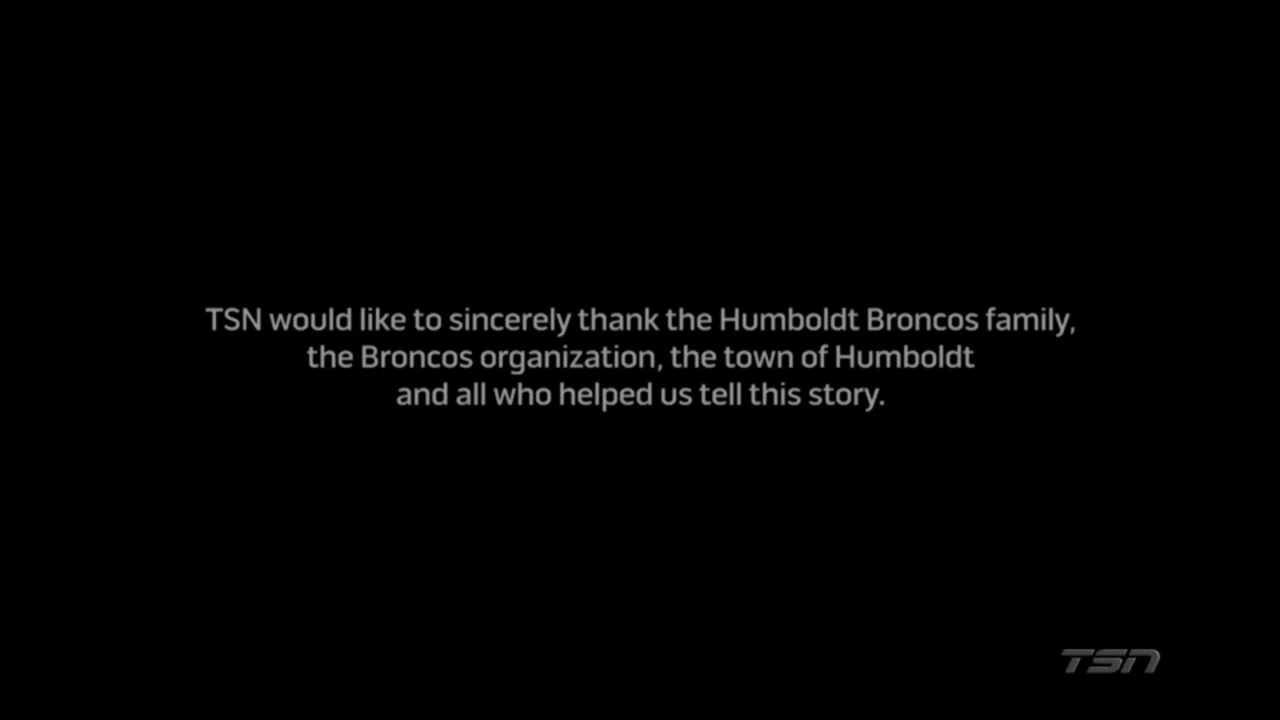 TSN would like to sincerely thank the Humboldt Broncos family,
the Broncos organization, the town of Humboldt
and all who helped us tell this story.
TSN